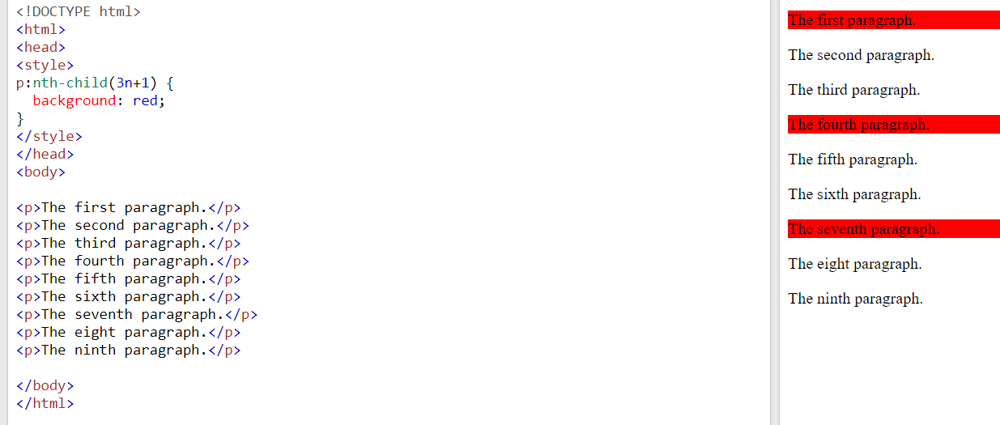 <!DOCTYPE html>
<html>
<head>
<style>
p:nth-child(3n+1) {
  background: red;
}
</style>
</head>
<body>

<p>The first paragraph.</p>
<p>The second paragraph.</p>
<p>The third paragraph.</p>
<p>The fourth paragraph.</p>
<p>The fifth paragraph.</p>
<p>The sixth paragraph.</p>
<p>The seventh paragraph.</p>
<p>The eight paragraph.</p>
<p>The ninth paragraph.</p>

</body>
</html>
The first paragraph.
The second paragraph.
The third paragraph.
The fourth paragraph.
The fifth paragraph.
The sixth paragraph.
The seventh paragraph.
The eight paragraph.
The ninth paragraph.